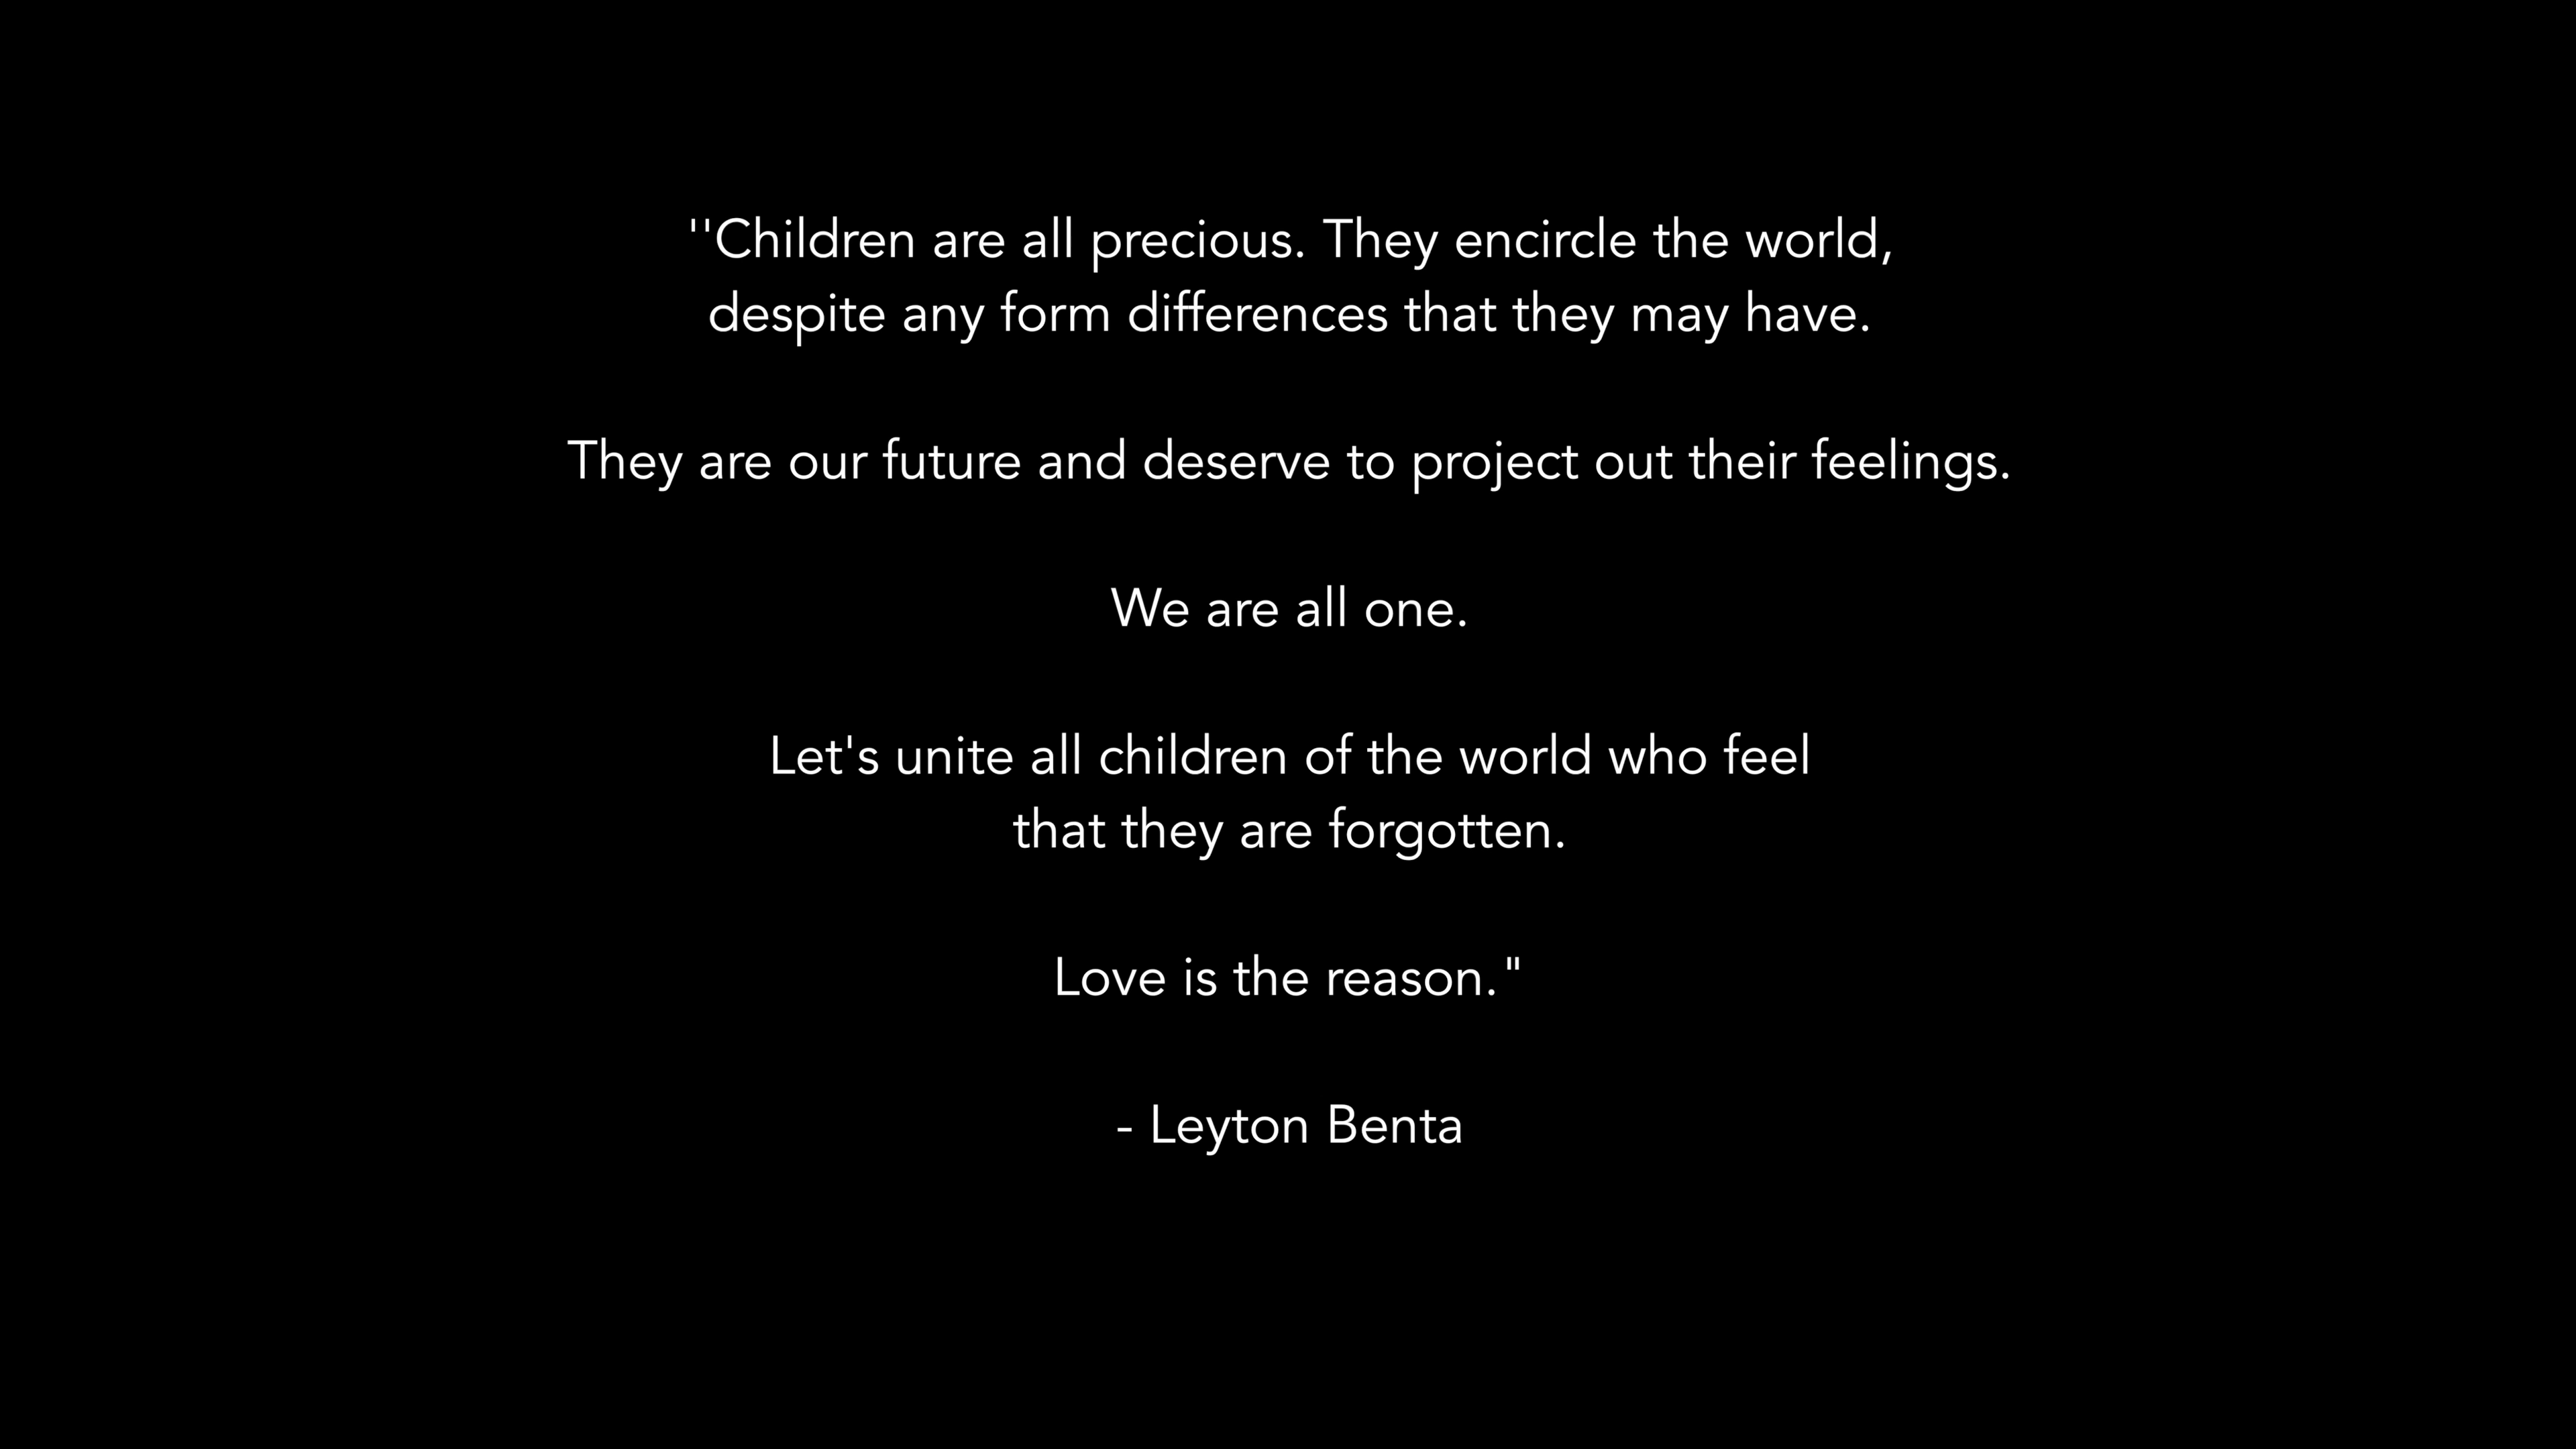 ''Children are all precious. They encircle the world,
despite any form differences that they may have.
They are our future and deserve to project out their feelings.
We are all one.
Let's unite all children of the world who feel
that they are forgotten.
Love is the reason."
- Leyton Benta